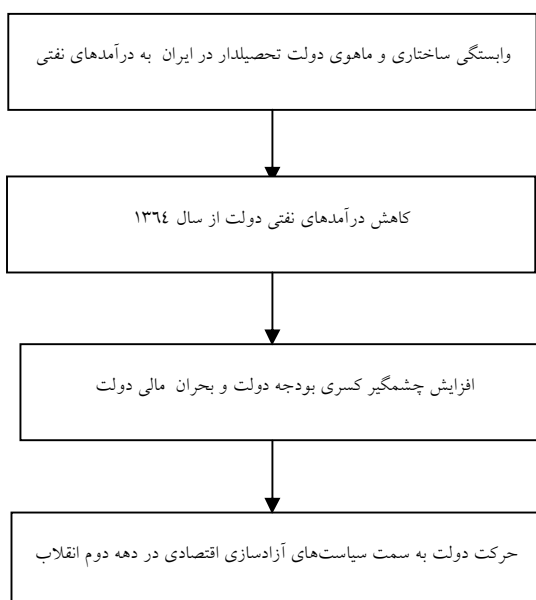 وابستگی ساختاری و ماهوی دولت تحصیلدار در ایران به درآمدهای نفتی
کاهش درآمدهای نفتی دولت از سال ۱۳٦٤
افزایش چشمگیر کسری بودجه دولت و بحران مالی دولت
حرکت دولت به سمت سیاست‌های آزادسازی اقتصادی در دهه دوم انقلاب